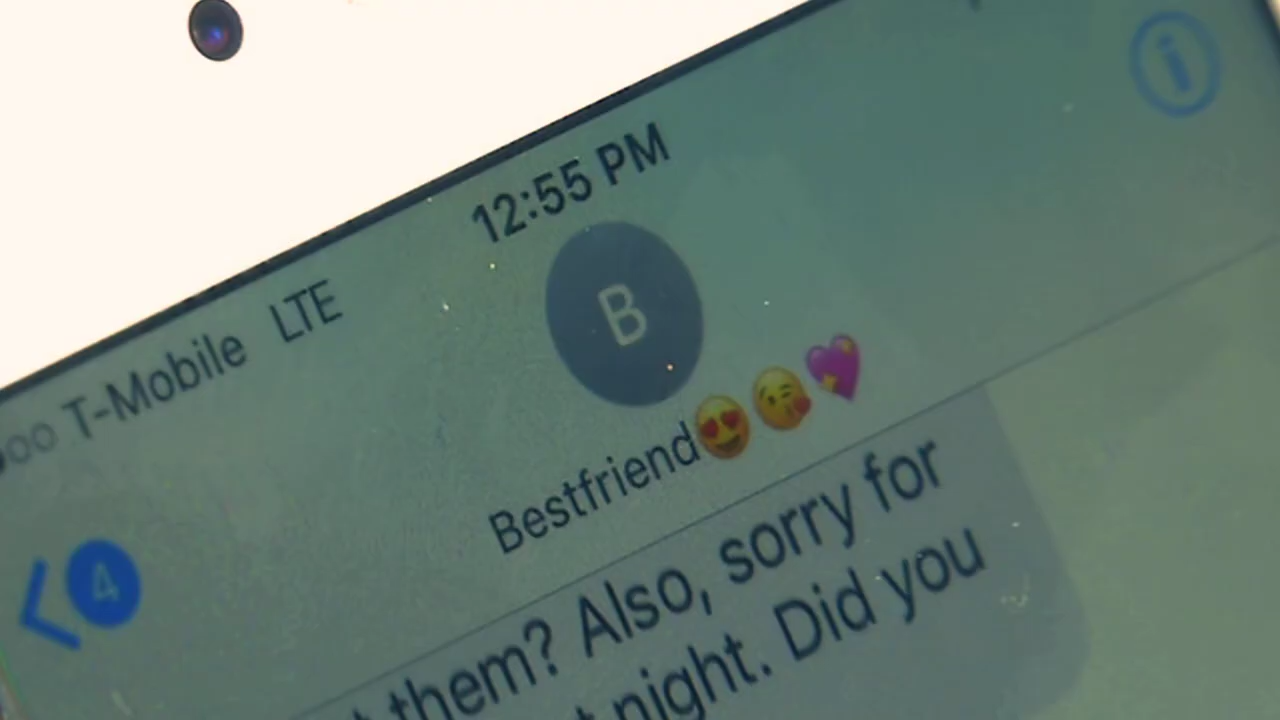 12:55 PM
T-Mobile LTE
B
Bestfriend😍😘💖
4
them? Also, sorry for
night. Did you